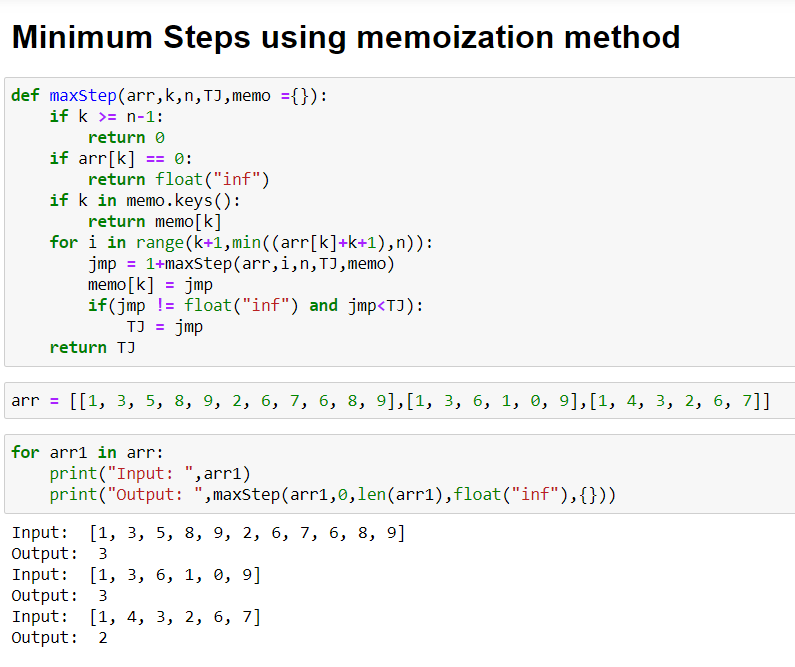 Minimum Steps using memoization method
def maxStep(arr,k,n,TJ,memo ={}):
    if k >= n-1:
        return 0
    if arr[k] == 0:
        return float("inf")
    if k in memo.keys():
        return memo[k]
    for i in range(k+1,min((arr[k]+k+1),n)):
        jmp = 1+maxStep(arr,i,n,TJ,memo)
        memo[k] = jmp
        if(jmp != float("inf") and jmp<TJ):
            TJ = jmp
    return TJ
arr = [[1, 3, 5, 8, 9, 2, 6, 7, 6, 8, 9],[1, 3, 6, 1, 0, 9],[1, 4, 3, 2, 6, 7]]
for arr1 in arr:
    print("Input: ",arr1)
    print("Output: ",maxStep(arr1,0,len(arr1),float("inf"),{}))
Input:  [1, 3, 5, 8, 9, 2, 6, 7, 6, 8, 9]
Output:  3
Input:  [1, 3, 6, 1, 0, 9]
Output:  3
Input:  [1, 4, 3, 2, 6, 7]
Output:  2